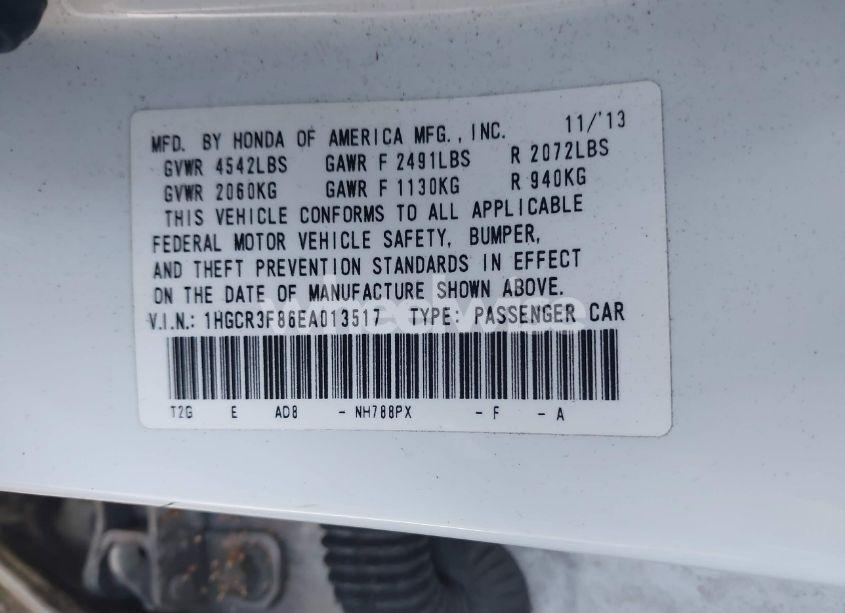 MFD. BY HONDA OF AMERICA MFG., INC. 11/'13
GVWR 4542LBS GAWR F 2491LBS R 2072LBS
GVWR 2060KG GAWR F 1130KG R 940KG
THIS VEHICLE CONFORMS TO ALL APPLICABLE
FEDERAL MOTOR VEHICLE SAFETY, BUMPER,
AND THEFT PREVENTION STANDARDS IN EFFECT
ON THE DATE OF MANUFACTURE SHOWN ABOVE.
V.I.N.: 1HGCR3F86EA013517 TYPE: PASSENGER CAR
T2G E AD8 - NH788PX - F - A